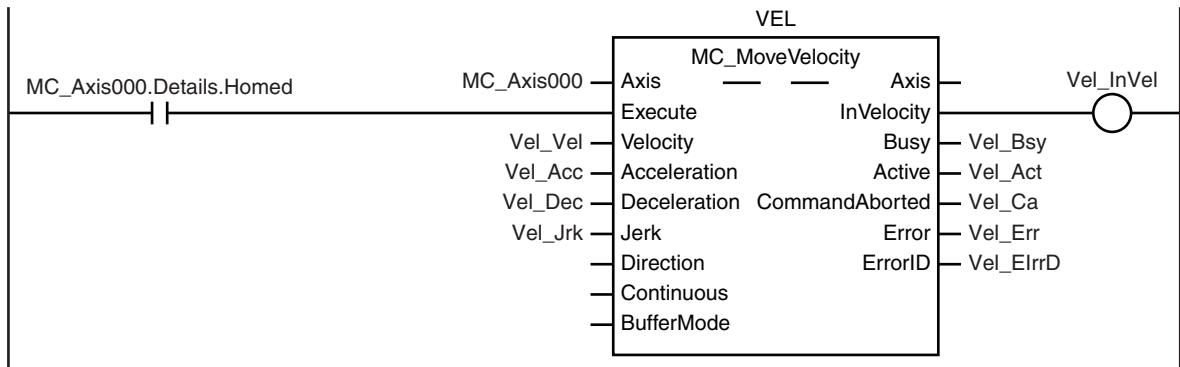 VEL
MC_MoveVelocity
MC_Axis000.Details.Homed
MC_Axis000 Axis Axis Vel_InVel
Execute InVelocity
Vel_Vel Velocity Busy Vel_Bsy
Vel_Acc Acceleration Active Vel_Act
Vel_Dec Deceleration CommandAborted Vel_Ca
Vel_Jrk Jerk Error Vel_Err
Direction ErrorID Vel_EIrrD
Continuous
BufferMode